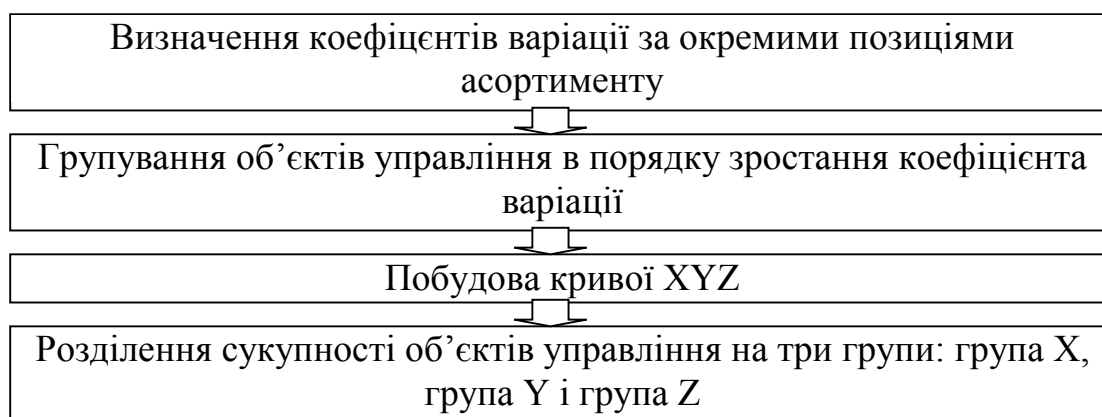 Визначення коефіцєнтів варіації за окремими позиціями
асортименту
Групування об’єктів управління в порядку зростання коефіцієнта
варіації
Побудова кривої XYZ
Розділення сукупності об’єктів управління на три групи: група X,
група Y і група Z